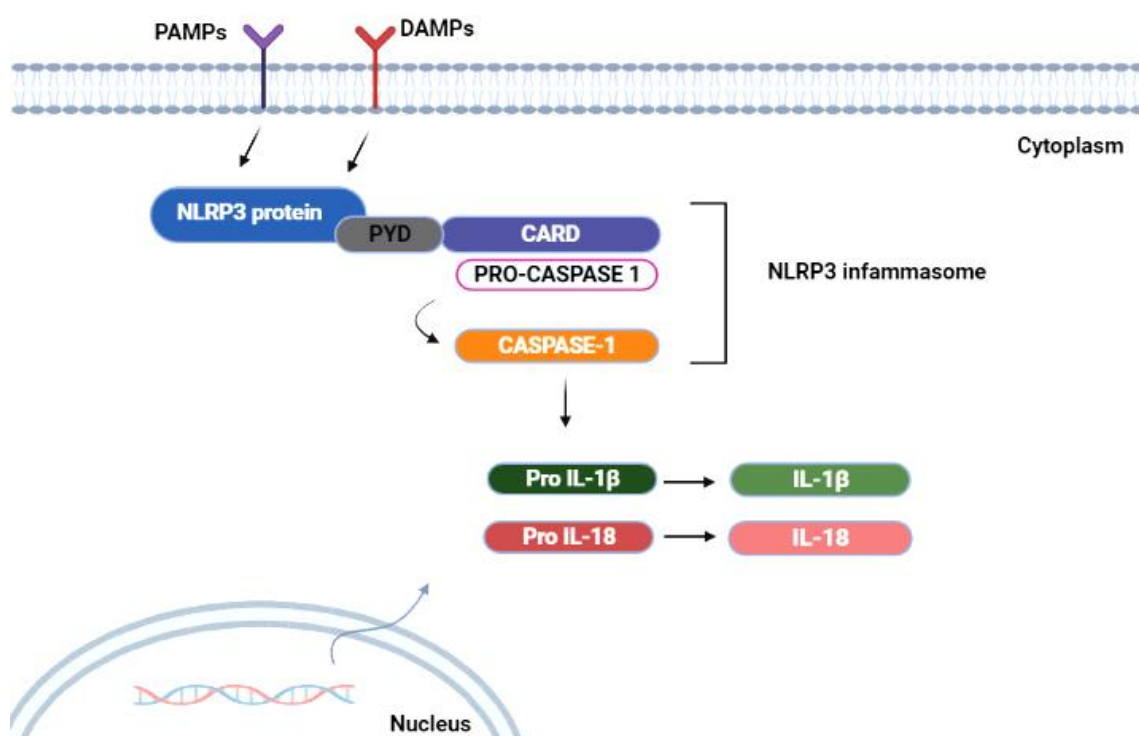 PAMPs
DAMPs
Cytoplasm
NLRP3 protein
PYD
CARD
PRO-CASPASE 1
NLRP3 infammasome
CASPASE-1
Pro IL-1β
IL-1β
Pro IL-18
IL-18
Nucleus